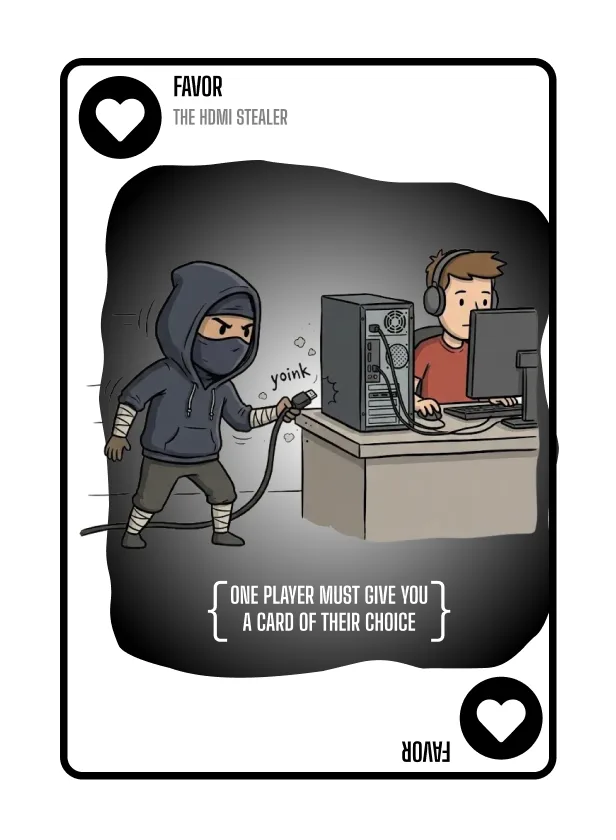 FAVOR
THE HDMI STEALER
yoink
ONE PLAYER MUST GIVE YOU
A CARD OF THEIR CHOICE
FAVOR